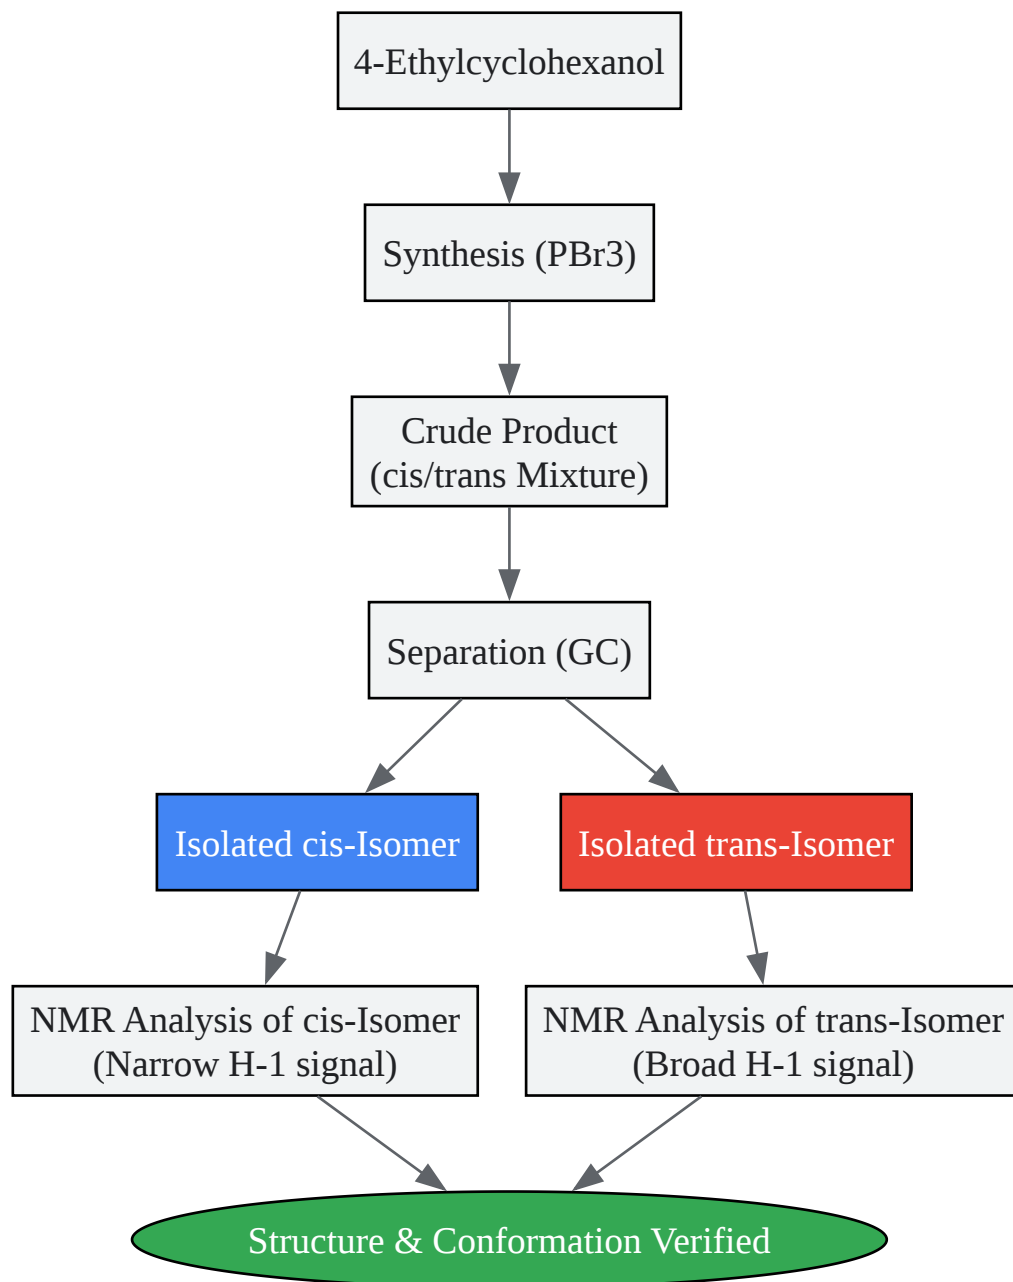 4-Ethylcyclohexanol
Synthesis (PBr3)
Crude Product
(cis/trans Mixture)
Separation (GC)
Isolated cis-Isomer
Isolated trans-Isomer
NMR Analysis of cis-Isomer
(Narrow H-1 signal)
NMR Analysis of trans-Isomer
(Broad H-1 signal)
Structure & Conformation Verified